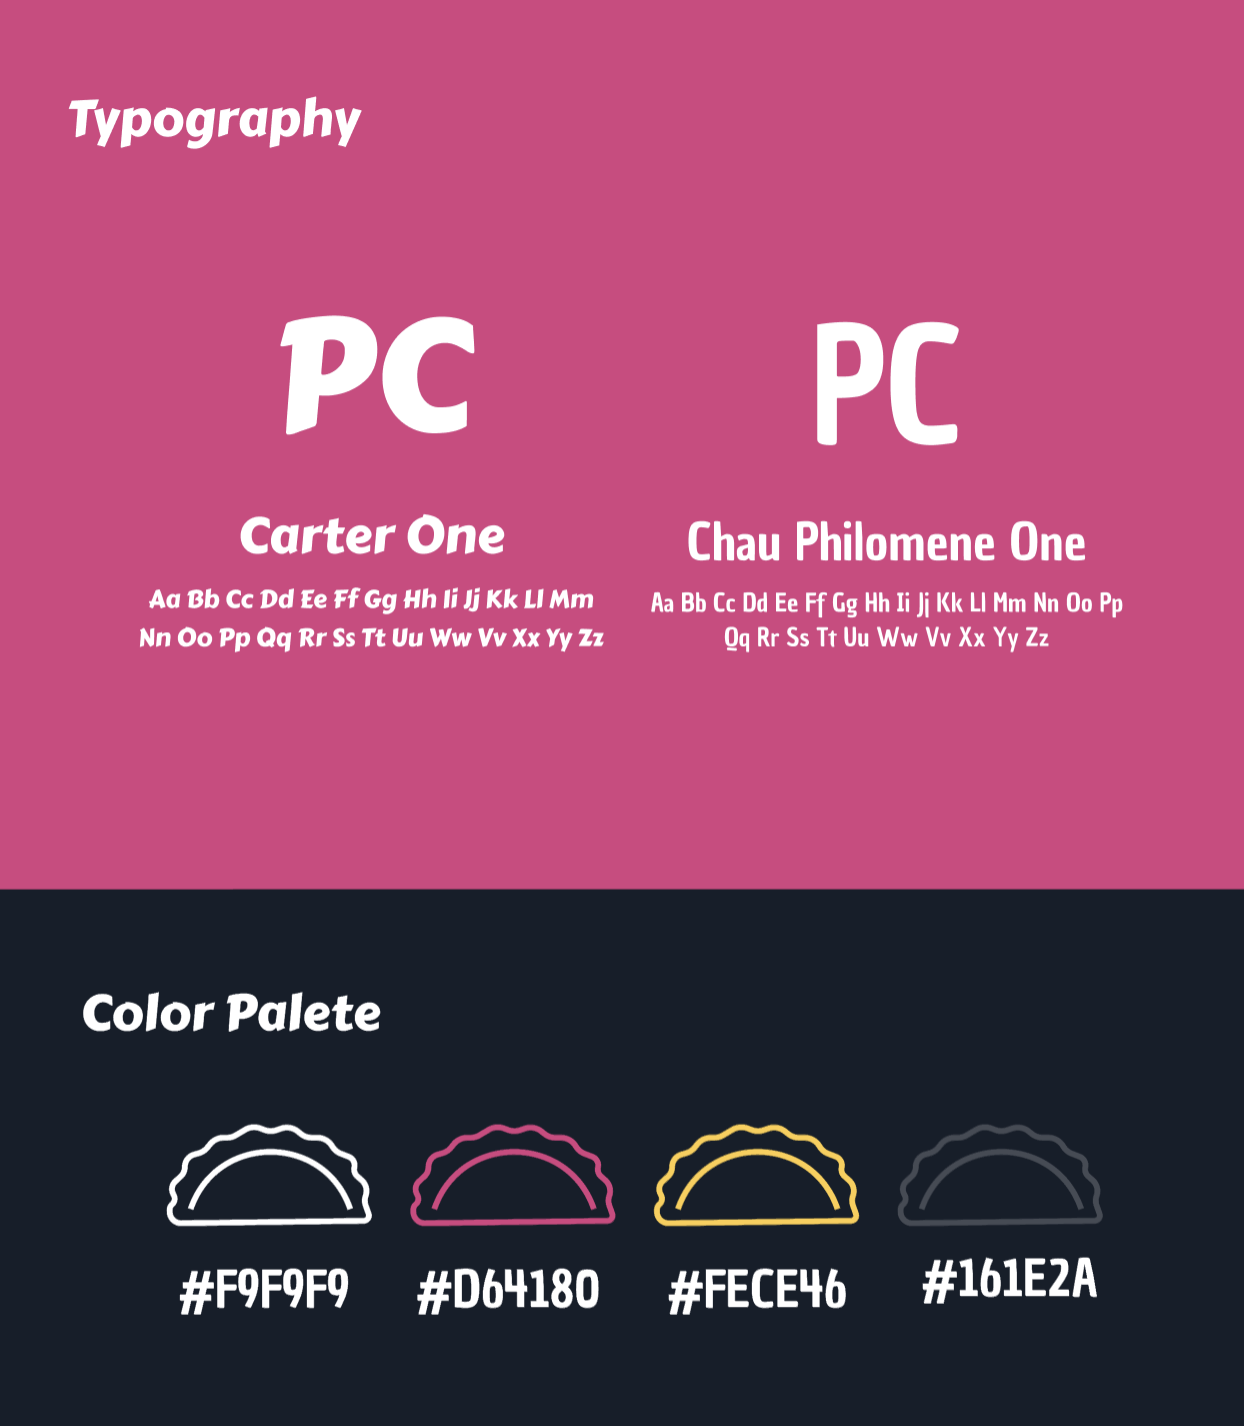 Typography
PC
PC
Carter One
Aa Bb Cc Dd Ee Ff Gg Hh Ii Jj Kk Ll Mm
Nn Oo Pp Qq Rr Ss Tt Uu Ww Vv Xx Yy Zz
Chau Philomene One
Aa Bb Cc Dd Ee Ff Gg Hh Ii Jj Kk Ll Mm Nn Oo Pp
Qq Rr Ss Tt Uu Ww Vv Xx Yy Zz
Color Palete
#F9F9F9
#D64180
#FECE46
#161E2A